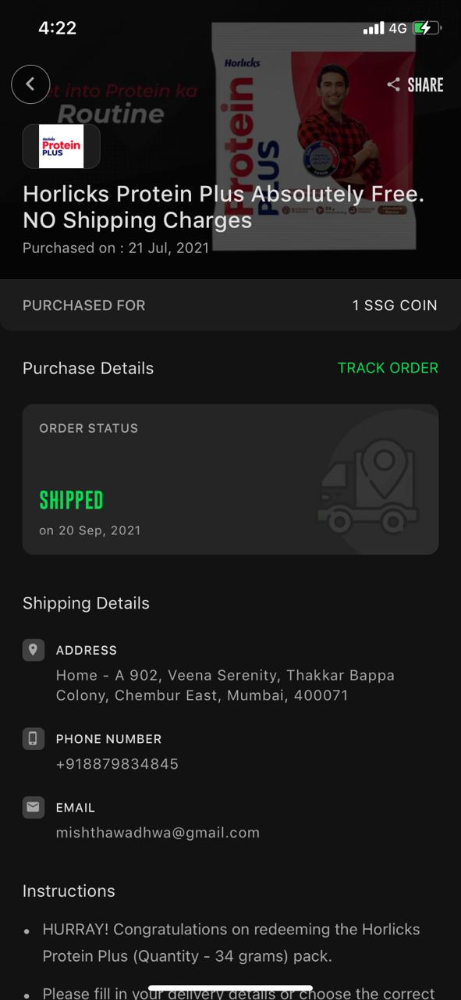 4:22
4G
Horlicks
et into Protein ka
Routine
SHARE
Protein
PLUS
Horlicks
Protein
PLUS
Horlicks Protein Plus Absolutely Free.
NO Shipping Charges
Purchased on : 21 Jul, 2021
PURCHASED FOR
1 SSG COIN
Purchase Details
TRACK ORDER
ORDER STATUS
SHIPPED
on 20 Sep, 2021
Shipping Details
ADDRESS
Home - A 902, Veena Serenity, Thakkar Bappa
Colony, Chembur East, Mumbai, 400071
PHONE NUMBER
+918879834845
EMAIL
mishthawadhwa@gmail.com
Instructions
• HURRAY! Congratulations on redeeming the Horlicks
Protein Plus (Quantity - 34 grams) pack.
• Please fill in your delivery details or choose the correct